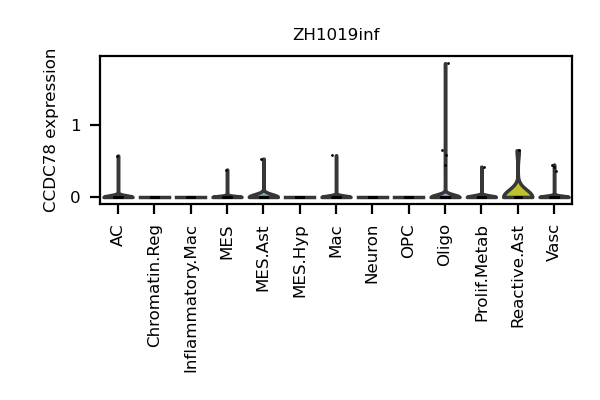 ZH1019inf
CCDC78 expression
1
0
AC
Chromatin.Reg
Inflammatory.Mac
MES
MES.Ast
MES.Hyp
Mac
Neuron
OPC
Oligo
Prolif.Metab
Reactive.Ast
Vasc